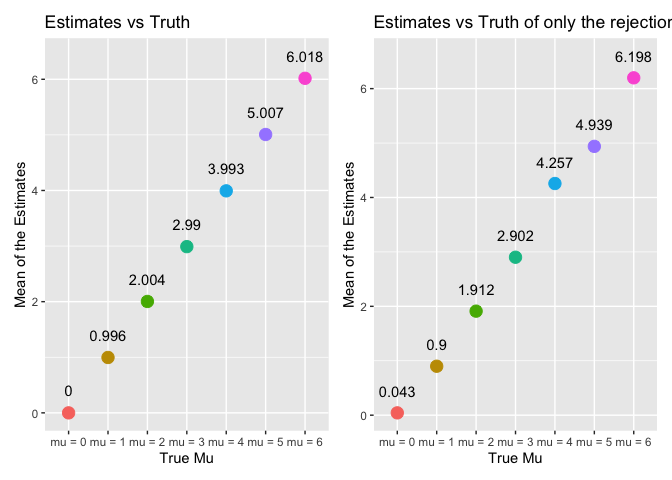 Estimates vs Truth
Mean of the Estimates
6
4
2
0
0
0.996
2.004
2.99
3.993
5.007
6.018
mu = 0 mu = 1 mu = 2 mu = 3 mu = 4 mu = 5 mu = 6
True Mu
Estimates vs Truth of only the rejection
Mean of the Estimates
6
4
2
0
0.043
0.9
1.912
2.902
4.257
4.939
6.198
mu = 0 mu = 1 mu = 2 mu = 3 mu = 4 mu = 5 mu = 6
True Mu